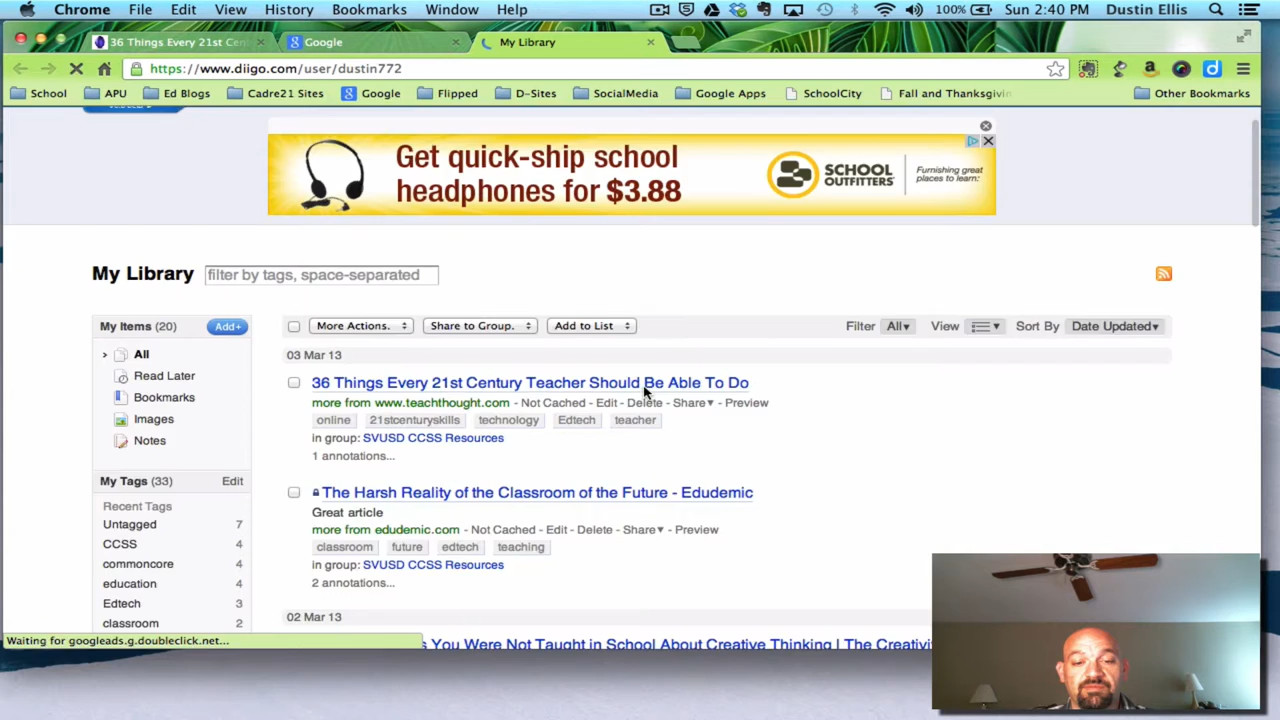 Chrome File Edit View History Bookmarks Window Help 100% Sun 2:40 PM Dustin Ellis
36 Things Every 21st Cen Google My Library
https://www.diigo.com/user/dustin772
School APU Ed Blogs Cadre21 Sites Google Flipped D-Sites SocialMedia Google Apps SchoolCity Fall and Thanksgivin Other Bookmarks
Get quick-ship school
headphones for $3.88
SCHOOL
OUTFITTERS
Furnishing great
places to learn:
My Library filter by tags, space-separated
My Items (20) Add+
More Actions. Share to Group. Add to List Filter All▾ View Sort By Date Updated▾
All
Read Later
Bookmarks
Images
Notes
My Tags (33) Edit
Recent Tags
Untagged 7
CCSS 4
commoncore 4
education 4
Edtech 3
classroom 2
03 Mar 13
36 Things Every 21st Century Teacher Should Be Able To Do
more from www.teachthought.com - Not Cached - Edit - Delete - Share▾ - Preview
online 21stcenturyskills technology Edtech teacher
in group: SVUSD CCSS Resources
1 annotations...
The Harsh Reality of the Classroom of the Future - Edudemic
Great article
more from edudemic.com - Not Cached - Edit - Delete - Share▾ - Preview
classroom future edtech teaching
in group: SVUSD CCSS Resources
2 annotations...
02 Mar 13
s You Were Not Taught in School About Creative Thinking | The Creativi
Waiting for googleads.g.doubleclick.net...